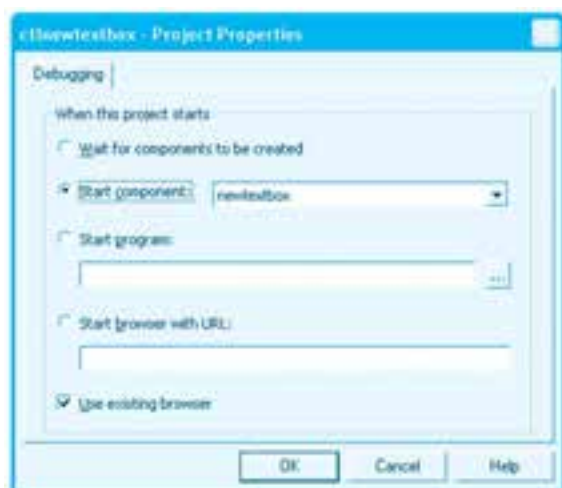 ctlnewtextbox - Project Properties
Debugging
When this project starts
Wait for components to be created
Start component: newtextbox
Start program:
...
Start browser with URL:
Use existing browser
OK Cancel Help